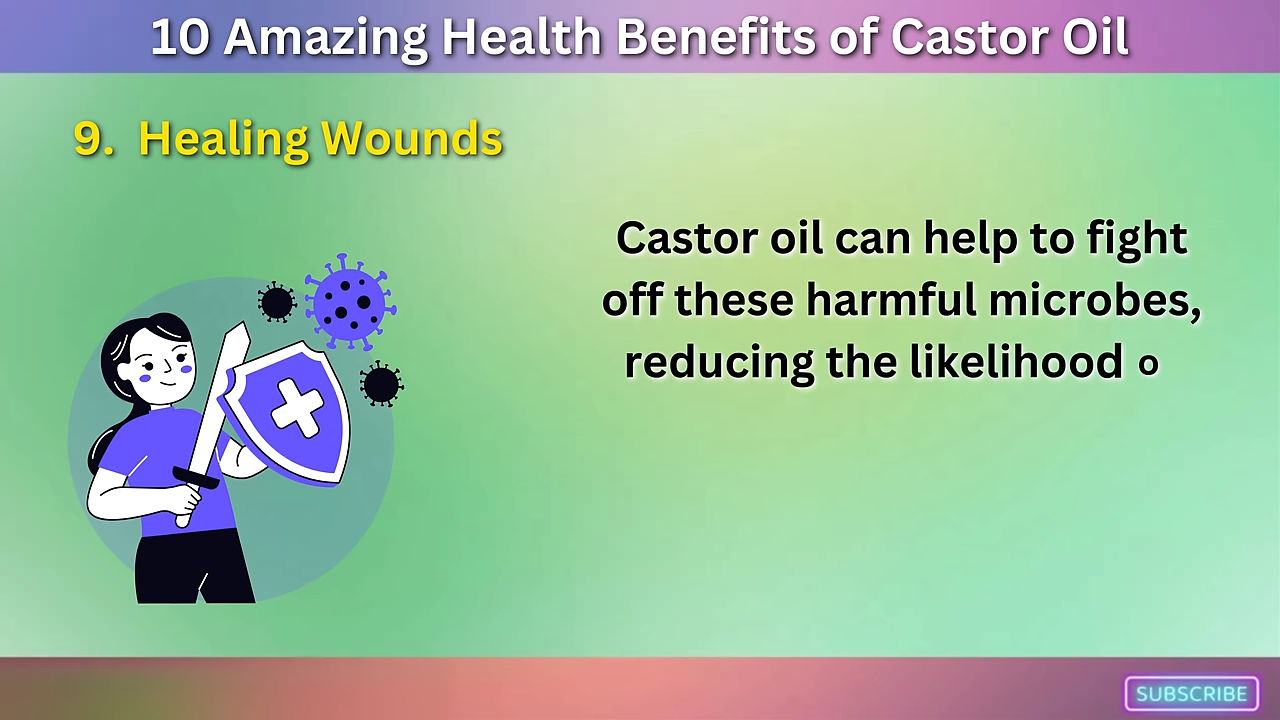 10 Amazing Health Benefits of Castor Oil
9. Healing Wounds
Castor oil can help to fight
off these harmful microbes,
reducing the likelihood o
SUBSCRIBE